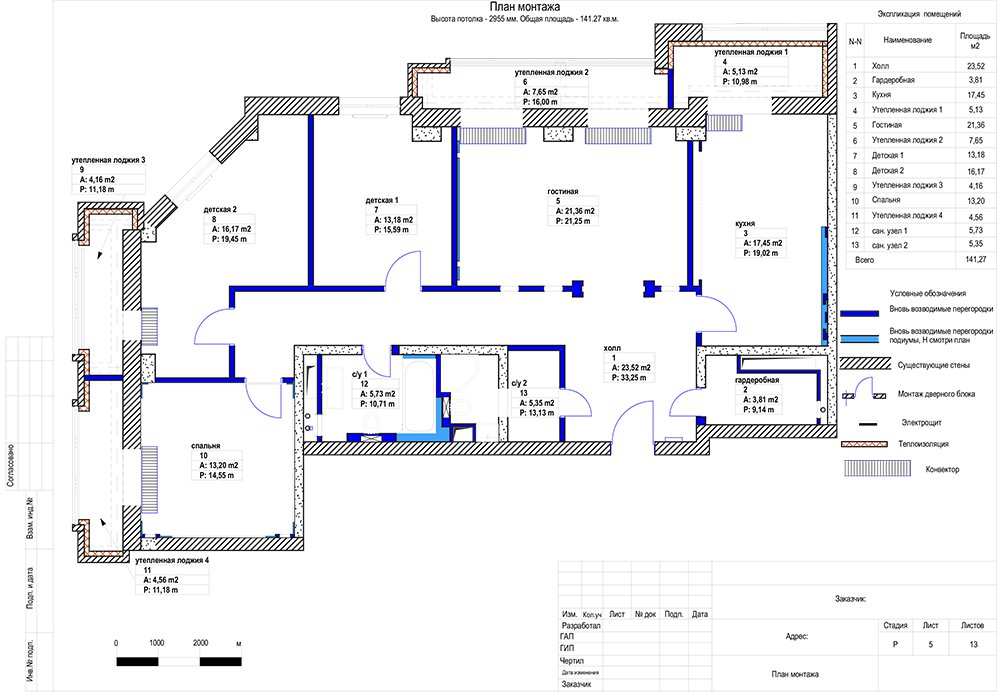 План монтажа
Высота потолка - 2955 мм. Общая площадь - 141.27 кв.м.
утепленная лоджия 1
4
A: 5,13 m2
P: 10,98 m
утепленная лоджия 2
6
A: 7,65 m2
P: 16,00 m
утепленная лоджия 3
9
A: 4,16 m2
P: 11,18 m
детская 2
8
A: 16,17 m2
P: 19,45 m
детская 1
7
A: 13,18 m2
P: 15,59 m
гостиная
5
A: 21,36 m2
P: 21,25 m
кухня
3
A: 17,45 m2
P: 19,02 m
холл
1
A: 23,52 m2
P: 33,25 m
с/у 1
12
A: 5,73 m2
P: 10,71 m
с/у 2
13
A: 5,35 m2
P: 13,13 m
гардеробная
2
A: 3,81 m2
P: 9,14 m
спальня
10
A: 13,20 m2
P: 14,55 m
утепленная лоджия 4
11
A: 4,56 m2
P: 11,18 m
0 1000 2000 м
Экспликация помещений
N-N Наименование Площадь
м2
1 Холл 23,52
2 Гардеробная 3,81
3 Кухня 17,45
4 Утепленная лоджия 1 5,13
5 Гостиная 21,36
6 Утепленная лоджия 2 7,65
7 Детская 1 13,18
8 Детская 2 16,17
9 Утепленная лоджия 3 4,16
10 Спальня 13,20
11 Утепленная лоджия 4 4,56
12 сан. узел 1 5,73
13 сан. узел 2 5,35
Всего 141,27
Условные обозначения
Вновь возводимые перегородки
Вновь возводимые перегородки
подиумы, Н смотри план
Существующие стены
Монтаж дверного блока
Электрощит
Теплоизоляция
Конвектор
Согласовано
Взам. инд.№
Подп. и дата
Инв.№ подп.
Изм. Кол.уч Лист № док Подп. Дата
Разработал
ГАП
ГИП
Чертил
Дата изменения
Заказчик
Заказчик:
Адрес:
План монтажа
Стадия Лист Листов
Р 5 13